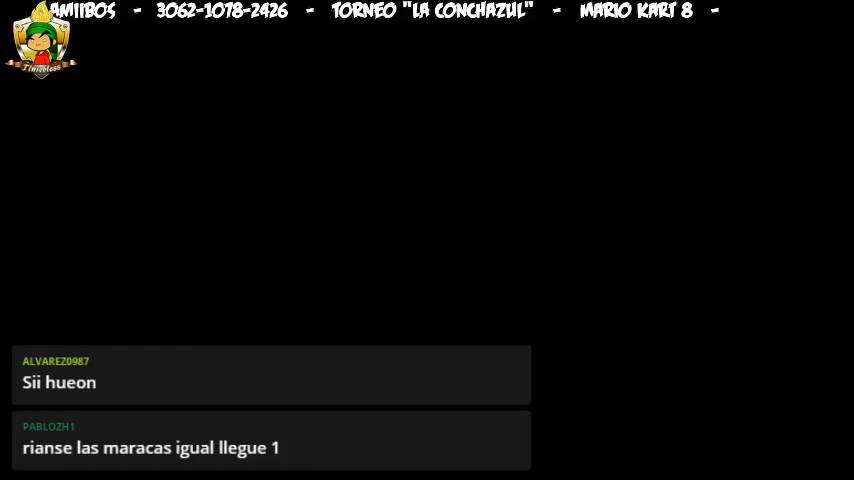 AMIIBOS - 3062-1078-2426 - TORNEO "LA CONCHAZUL" - MARIO KART 8 -
Tiniebless
ALVAREZ0987
Sii hueon
PABLOZH1
rianse las maracas igual llegue 1